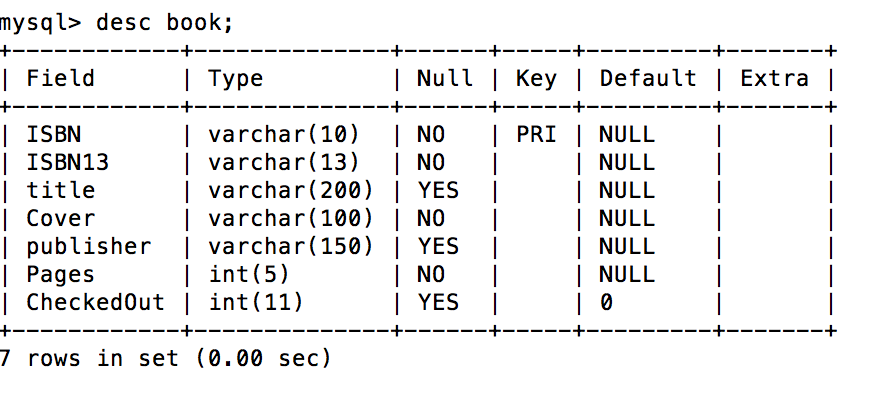 mysql> desc book;
+------------+--------------+------+-----+---------+-------+
| Field      | Type         | Null | Key | Default | Extra |
+------------+--------------+------+-----+---------+-------+
| ISBN       | varchar(10)  | NO   | PRI | NULL    |       |
| ISBN13     | varchar(13)  | NO   |     | NULL    |       |
| title      | varchar(200) | YES  |     | NULL    |       |
| Cover      | varchar(100) | NO   |     | NULL    |       |
| publisher  | varchar(150) | YES  |     | NULL    |       |
| Pages      | int(5)       | NO   |     | NULL    |       |
| CheckedOut | int(11)      | YES  |     | 0       |       |
+------------+--------------+------+-----+---------+-------+
7 rows in set (0.00 sec)